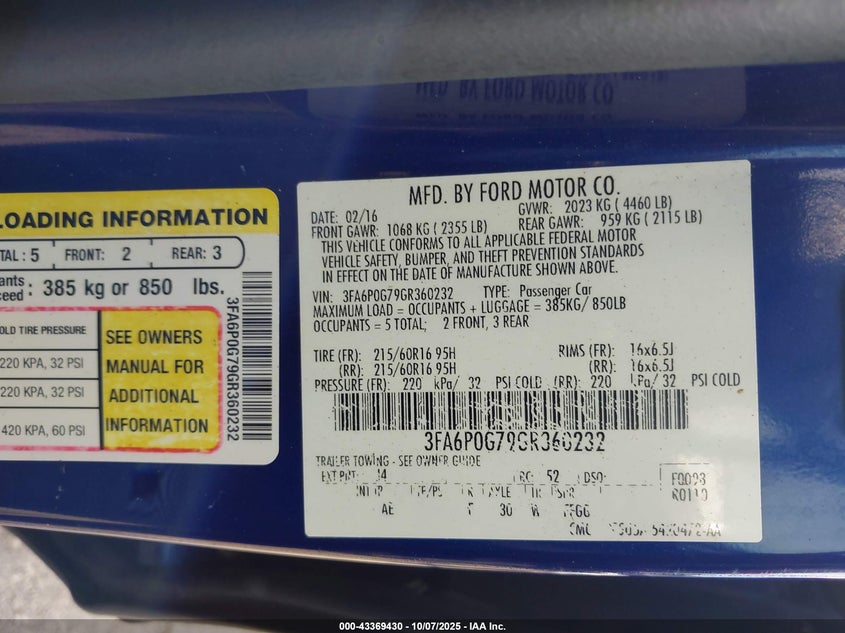 LOADING INFORMATION
TAL : 5 FRONT: 2 REAR: 3
385 kg or 850 lbs.
OLD TIRE PRESSURE
220 KPA, 32 PSI
220 KPA, 32 PSI
420 KPA, 60 PSI
SEE OWNERS
MANUAL FOR
ADDITIONAL
INFORMATION
3FA6P0G79GR360232
MFD. BY FORD MOTOR CO.
DATE: 02/16 GVWR: 2023 KG ( 4460 LB)
FRONT GAWR: 1068 KG ( 2355 LB) REAR GAWR: 959 KG ( 2115 LB)
THIS VEHICLE CONFORMS TO ALL APPLICABLE FEDERAL MOTOR
VEHICLE SAFETY, BUMPER, AND THEFT PREVENTION STANDARDS
IN EFFECT ON THE DATE OF MANUFACTURE SHOWN ABOVE.
VIN: 3FA6P0G79GR360232 TYPE: Passenger Car
MAXIMUM LOAD = OCCUPANTS + LUGGAGE = 385KG/ 850LB
OCCUPANTS = 5 TOTAL; 2 FRONT, 3 REAR
TIRE (FR): 215/60R16 95H RIMS (FR): 16x6.5J
(RR): 215/60R16 95H (RR): 16x6.5J
PRESSURE (FR): 220 kPa/ 32 PSI COLD (RR): 220 kPa/ 32 PSI COLD
3FA6P0G79GR360232
TRAILER TOWING - SEE OWNER GUIDE
EXT PNT: 52 DSO:
30 W
000-43369430 - 10/07/2025 - IAA Inc.